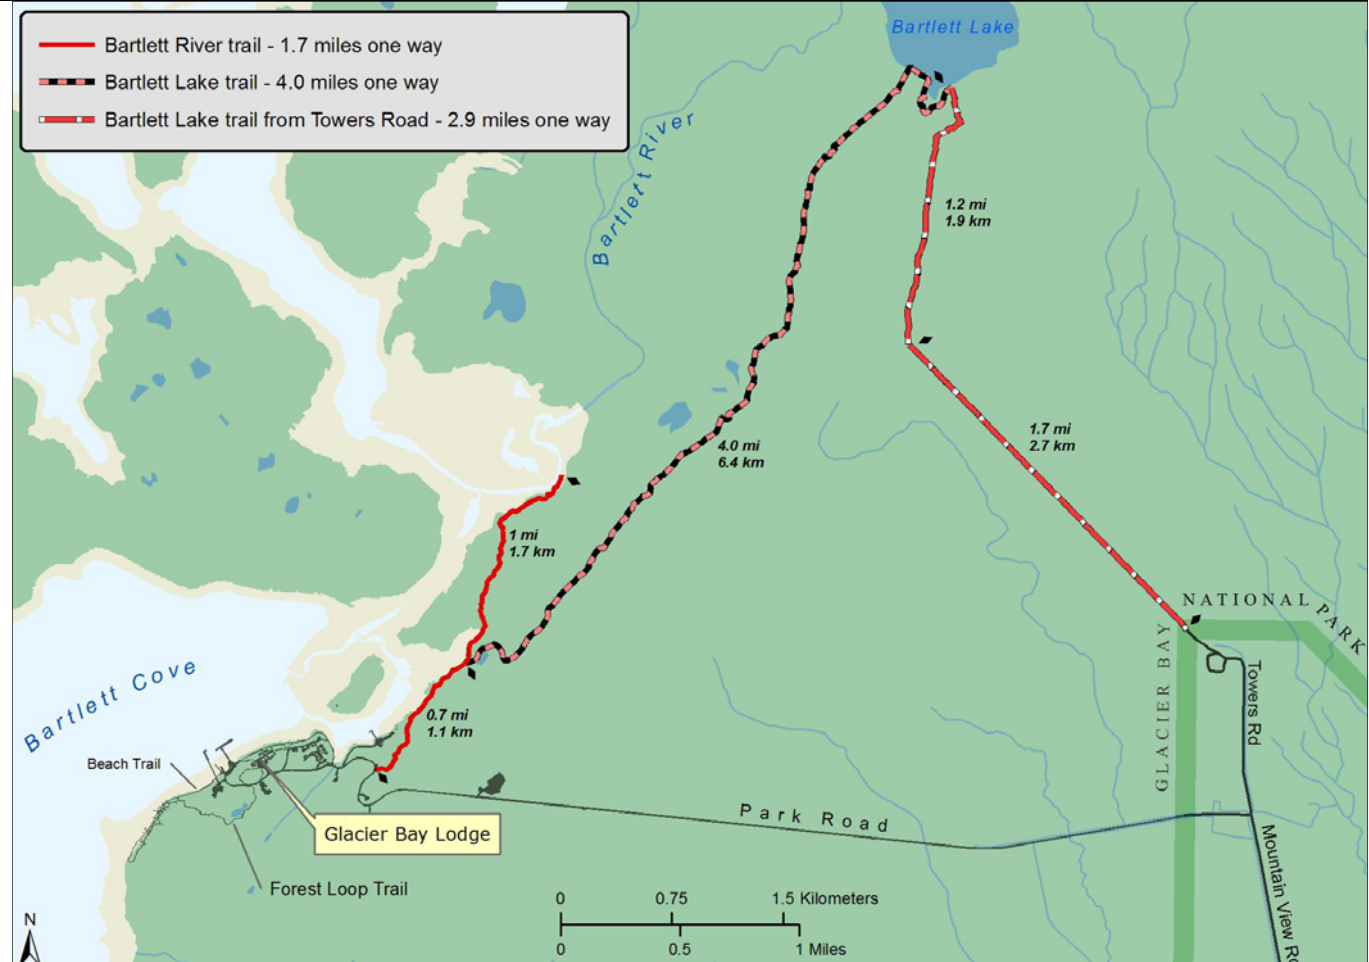 Bartlett River trail - 1.7 miles one way
Bartlett Lake trail - 4.0 miles one way
Bartlett Lake trail from Towers Road - 2.9 miles one way
Bartlett Lake
Bartlett River
1.2 mi
1.9 km
1.7 mi
2.7 km
4.0 mi
6.4 km
1 mi
1.7 km
0.7 mi
1.1 km
NATIONAL PARK
GLACIER BAY
Towers Rd
Bartlett Cove
Beach Trail
Glacier Bay Lodge
Park Road
Mountain View Rd
Forest Loop Trail
0 0.75 1.5 Kilometers
0 0.5 1 Miles
N